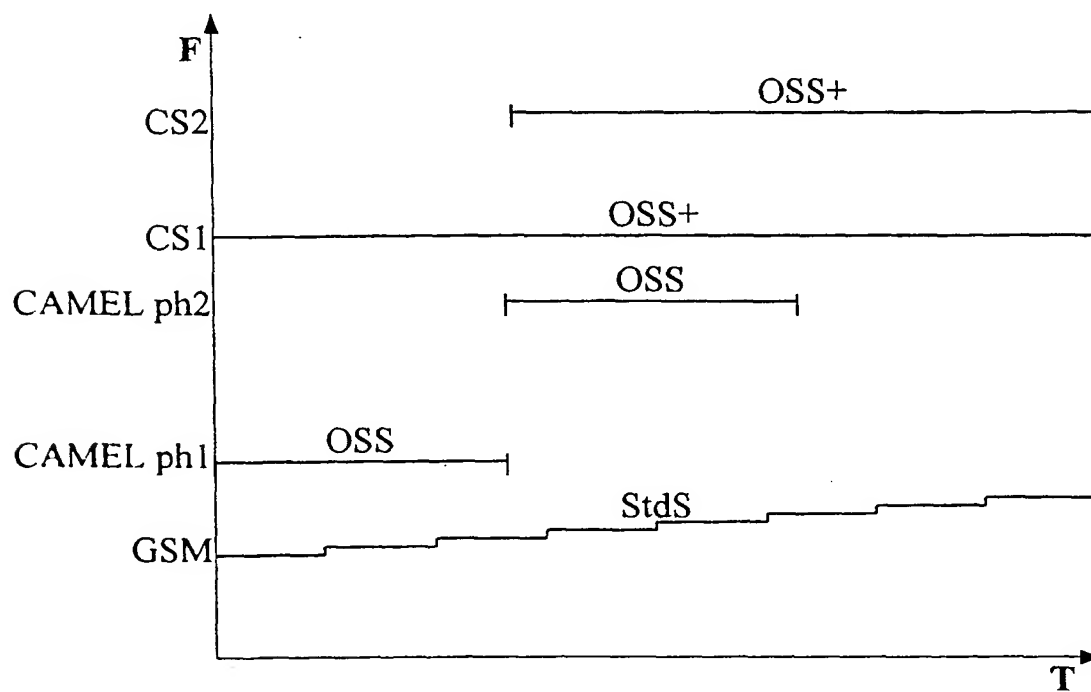 F
OSS+
CS2
OSS+
CS1
OSS
CAMEL ph2
OSS
CAMEL ph1
StdS
GSM
T